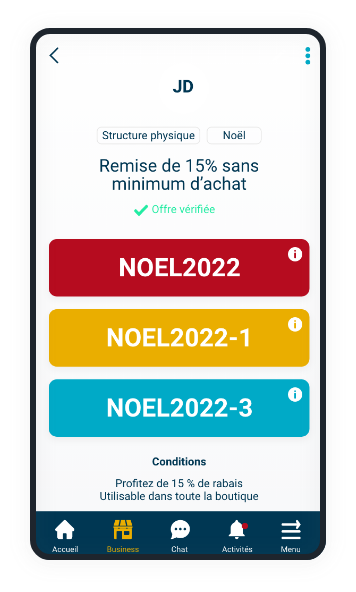 JD
Structure physique Noël
Remise de 15% sans
minimum d'achat
Offre vérifiée
NOEL2022
NOEL2022-1
NOEL2022-3
Conditions
Profitez de 15 % de rabais
Utilisable dans toute la boutique
Accueil Business Chat Activités Menu